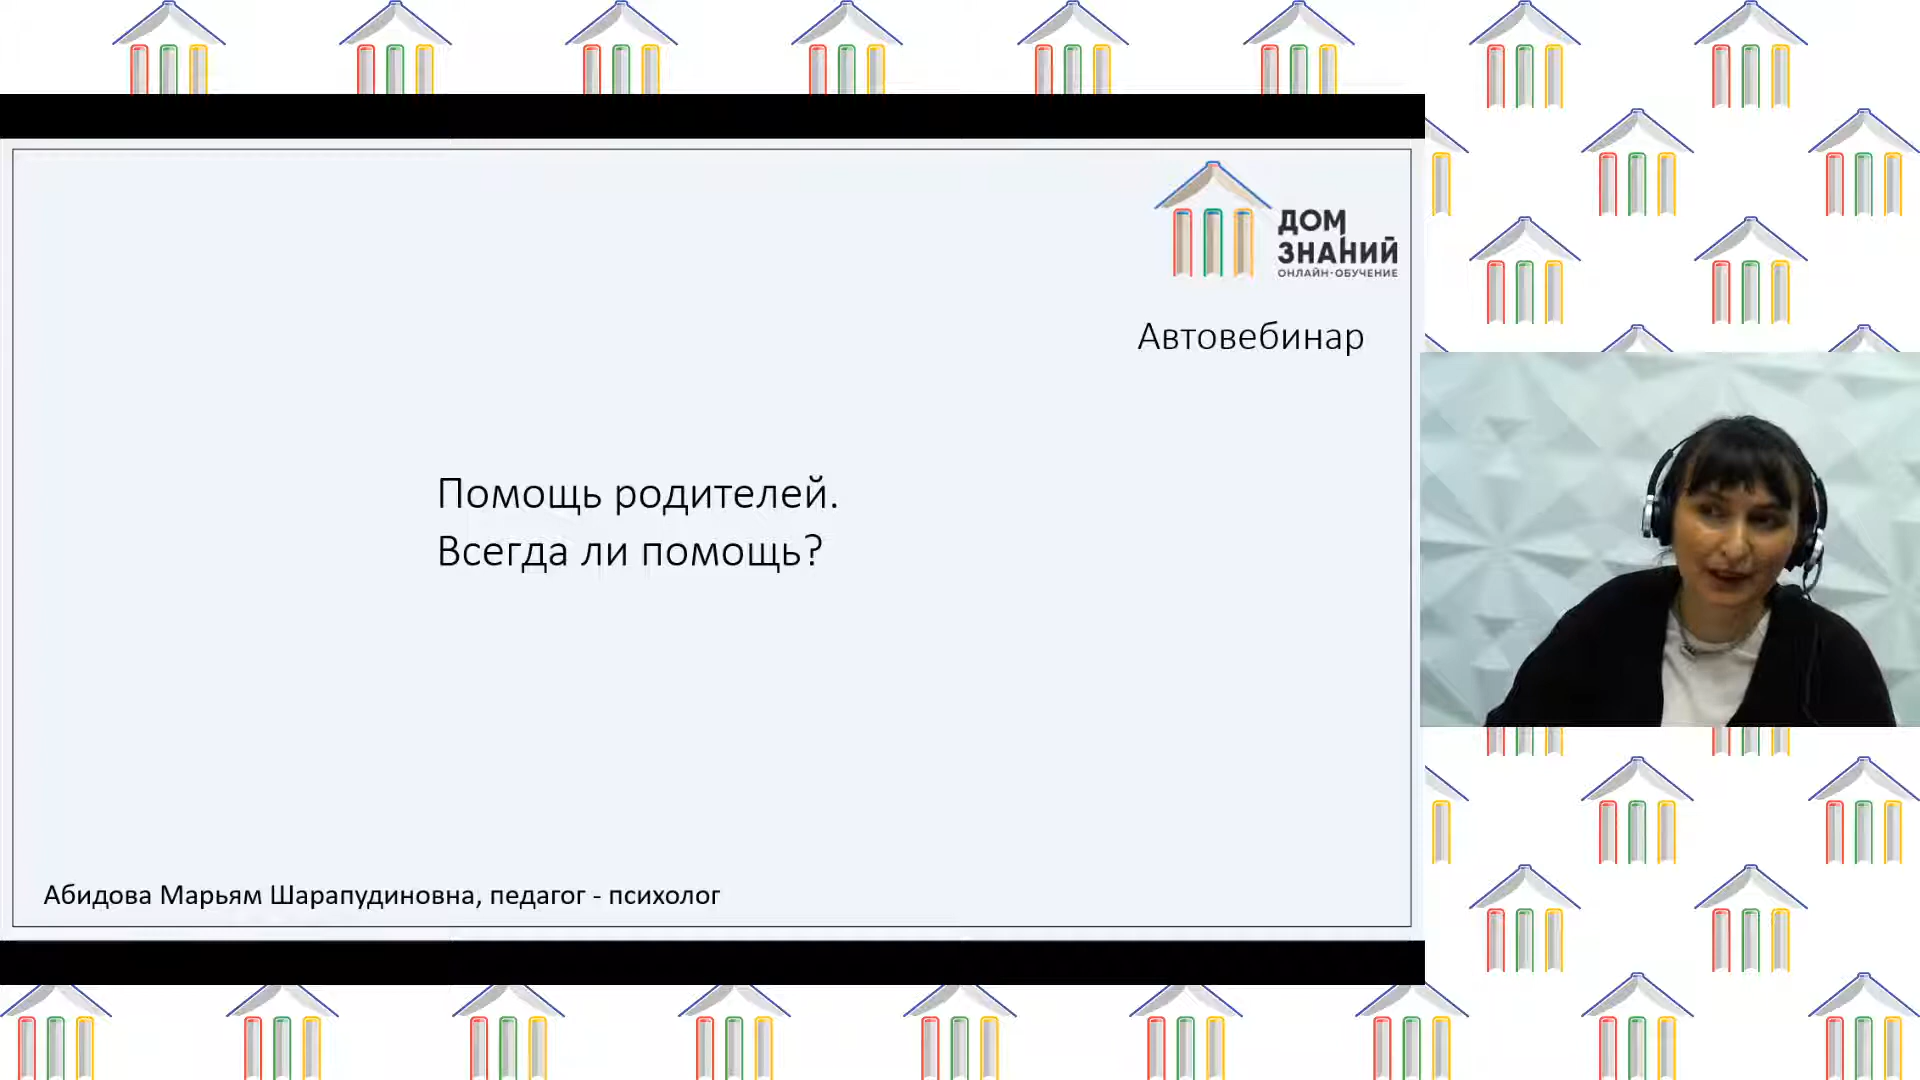 ДОМ
ЗНАНИЙ
ОНЛАЙН-ОБУЧЕНИЕ
Автовебинар
Помощь родителей.
Всегда ли помощь?
Абидова Марьям Шарапудиновна, педагог - психолог